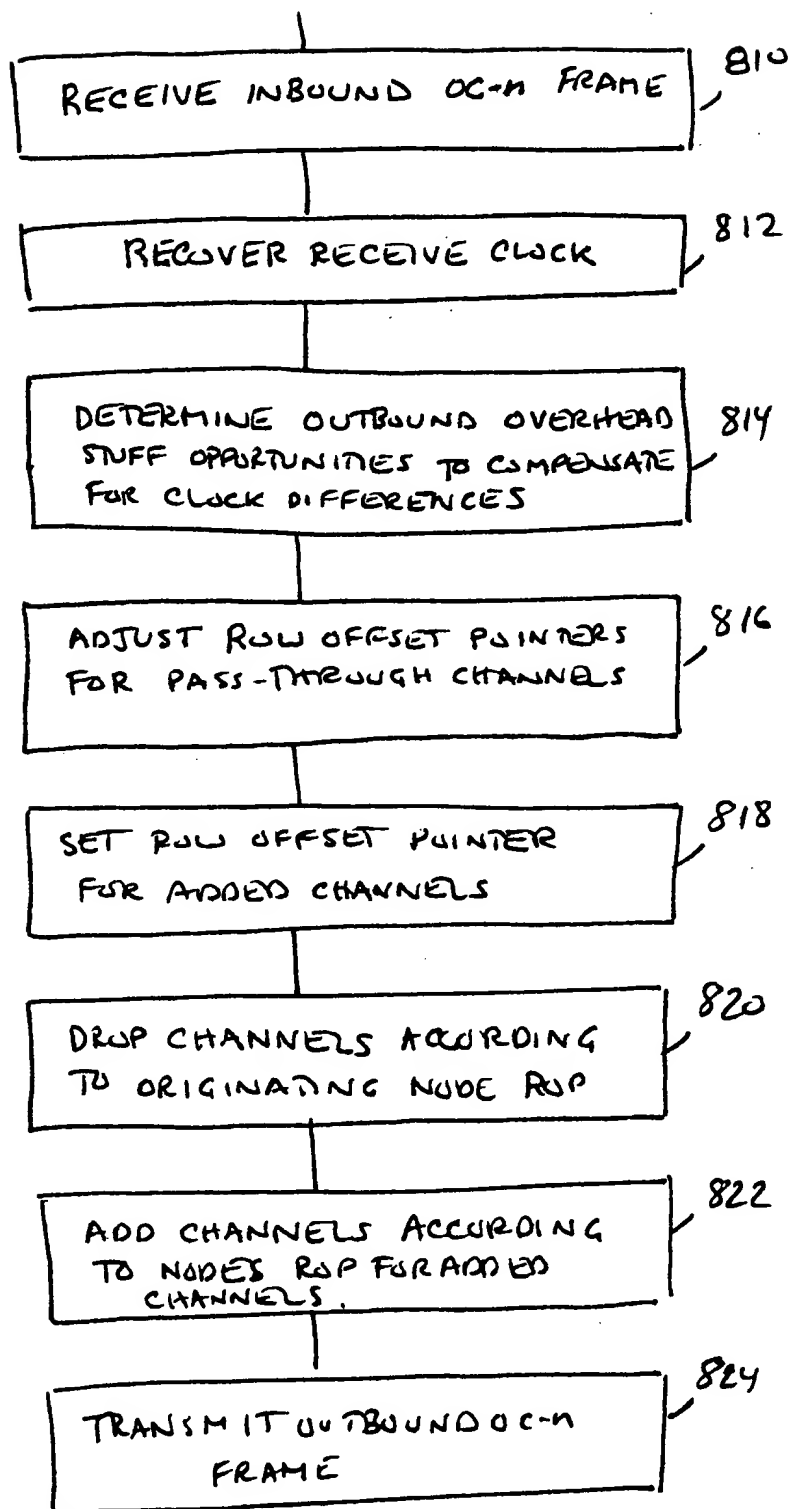 RECEIVE INBOUND OC-n FRAME
810
RECOVER RECEIVE CLOCK
812
DETERMINE OUTBOUND OVERHEAD
STUFF OPPORTUNITIES TO COMPENSATE
FOR CLOCK DIFFERENCES
814
ADJUST ROW OFFSET POINTERS
FOR PASS-THROUGH CHANNELS
816
SET ROW OFFSET POINTER
FOR ADDED CHANNELS
818
DROP CHANNELS ACCORDING
TO ORIGINATING NODE ROP
820
ADD CHANNELS ACCORDING
TO NODES ROP FOR ADDED
CHANNELS.
822
TRANSMIT OUTBOUND OC-n
FRAME
824